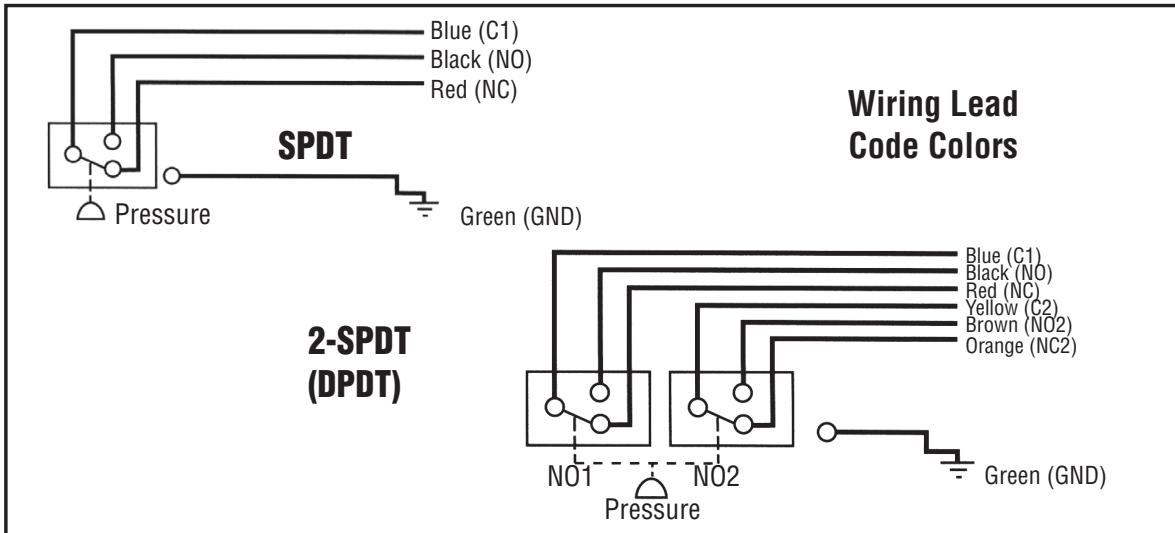 Blue (C1)
Black (NO)
Red (NC)
Wiring Lead
Code Colors
SPDT
Pressure
Green (GND)
Blue (C1)
Black (NO)
Red (NC)
Yellow (C2)
Brown (NO2)
Orange (NC2)
2-SPDT
(DPDT)
NO1
NO2
Green (GND)
Pressure